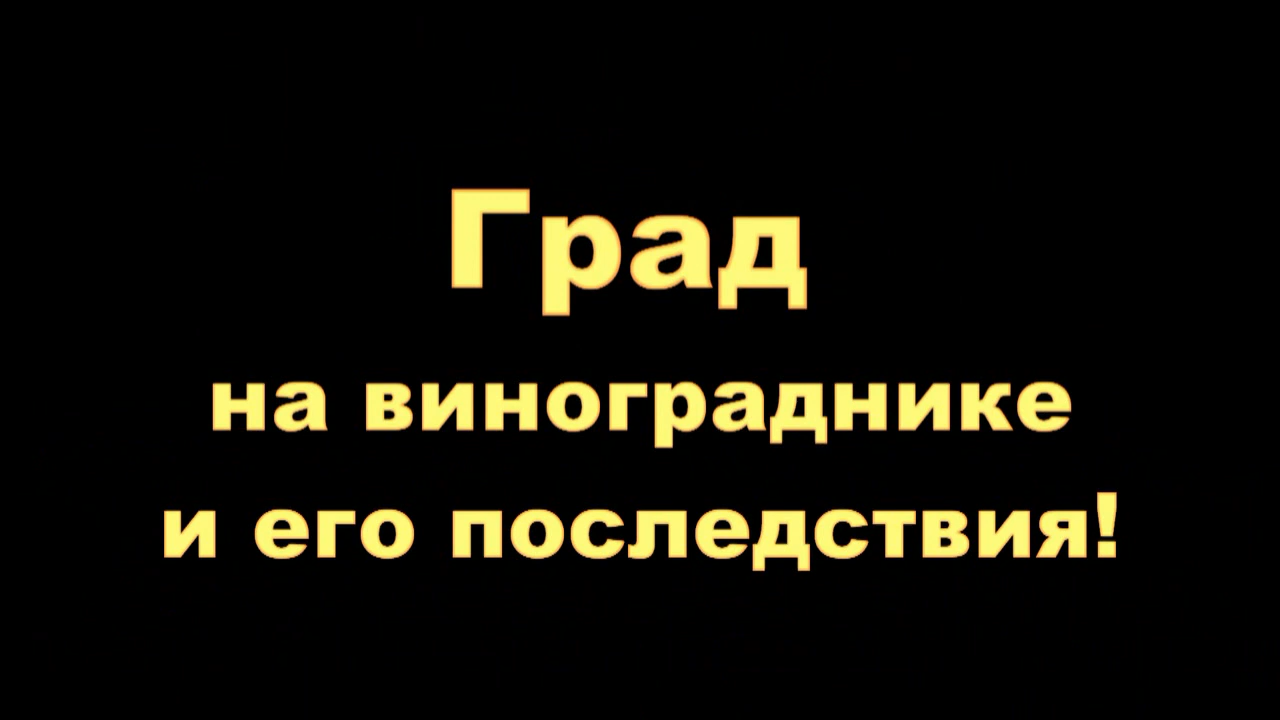 Град
на винограднике
и его последствия!